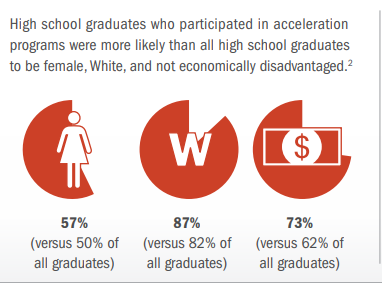 High school graduates who participated in acceleration
programs were more likely than all high school graduates
to be female, White, and not economically disadvantaged.²
W
$
57%
(versus 50% of
all graduates)
87%
(versus 82% of
all graduates)
73%
(versus 62% of
all graduates)